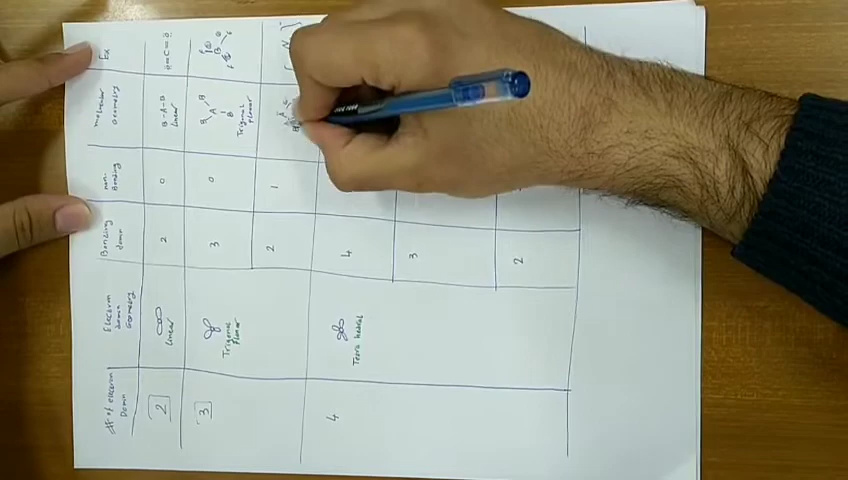 # of electron
Domain
Electron
domain
Geometry
Bonding
domain
non-
Bonding
molecular
Geometry
Ex
2
Linear
2
0
B-A-B
Linear
Ö=C=Ö
3
Trigonal
Planar
3
0
Trigonal
Planar
2
1
4
Tetra hedral
4
3
2